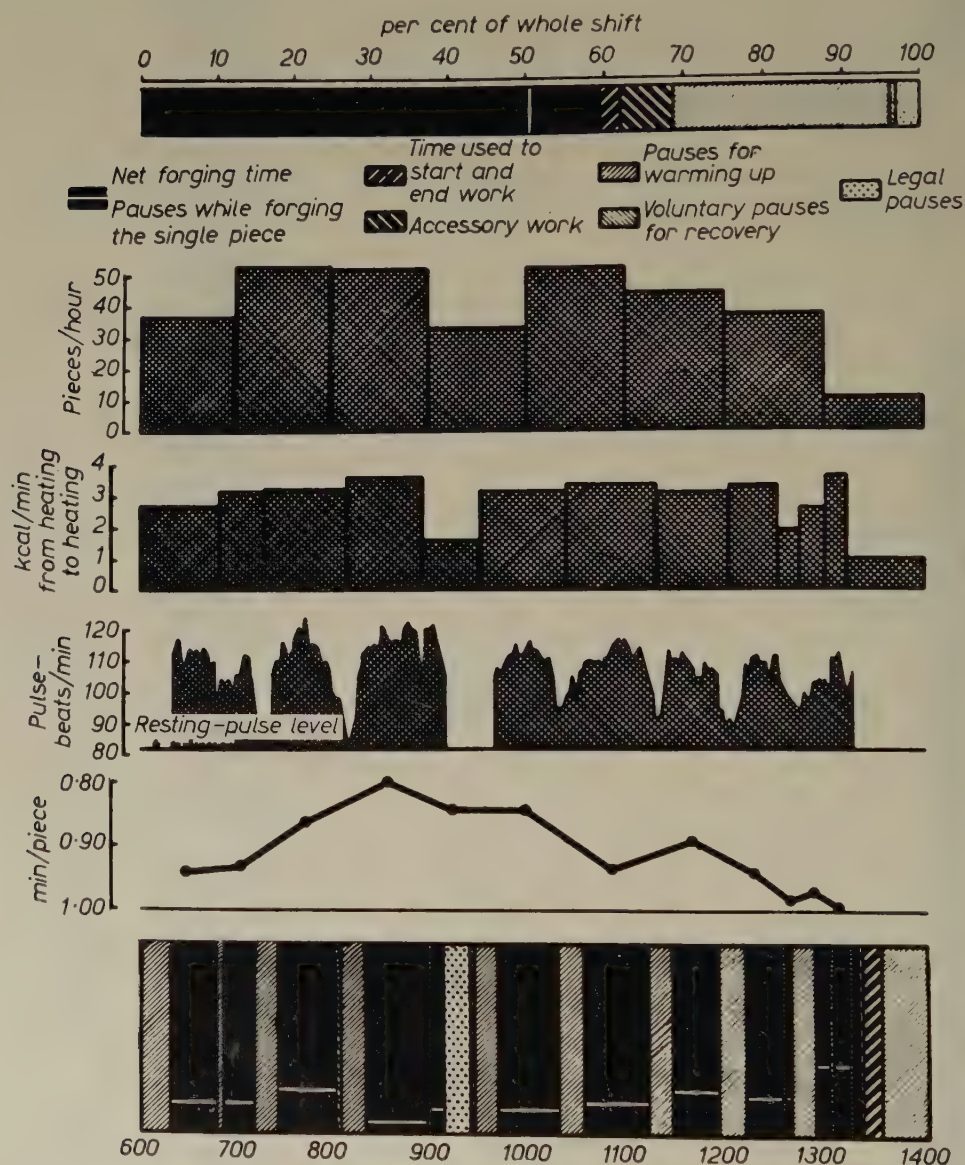 per cent of whole shift
0 10 20 30 40 50 60 70 80 90 100
Net forging time
Pauses while forging
the single piece
Time used to
start and
end work
Accessory work
Pauses for
warming up
Voluntary pauses
for recovery
Legal
pauses
Pieces/hour
50
40
30
20
10
0
kcal/min
from heating
to heating
4
3
2
1
0
Pulse-
beats/min
120
110
100
90
80
Resting-pulse level
min/piece
0·80
0·90
1·00
600 700 800 900 1000 1100 1200 1300 1400